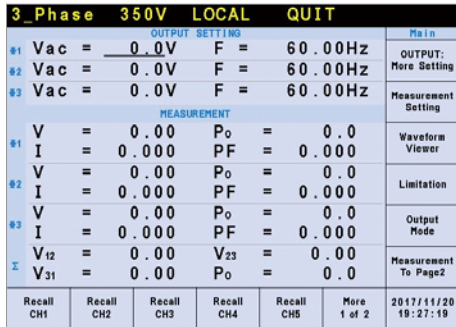 3_Phase 350V LOCAL QUIT
OUTPUT SETTING
Φ1 Vac = 0.0V F = 60.00Hz
Φ2 Vac = 0.0V F = 60.00Hz
Φ3 Vac = 0.0V F = 60.00Hz
MEASUREMENT
Φ1 V = 0.00 Po = 0.0
I = 0.000 PF = 0.000
Φ2 V = 0.00 Po = 0.0
I = 0.000 PF = 0.000
Φ3 V = 0.00 Po = 0.0
I = 0.000 PF = 0.000
Σ V12 = 0.00 V23 = 0.00
V31 = 0.00 Po = 0.0
Main
OUTPUT:
More Setting
Measurement
Setting
Waveform
Viewer
Limitation
Output
Mode
Measurement
To Page2
Recall CH1
Recall CH2
Recall CH3
Recall CH4
Recall CH5
More 1 of 2
2017/11/20
19:27:19